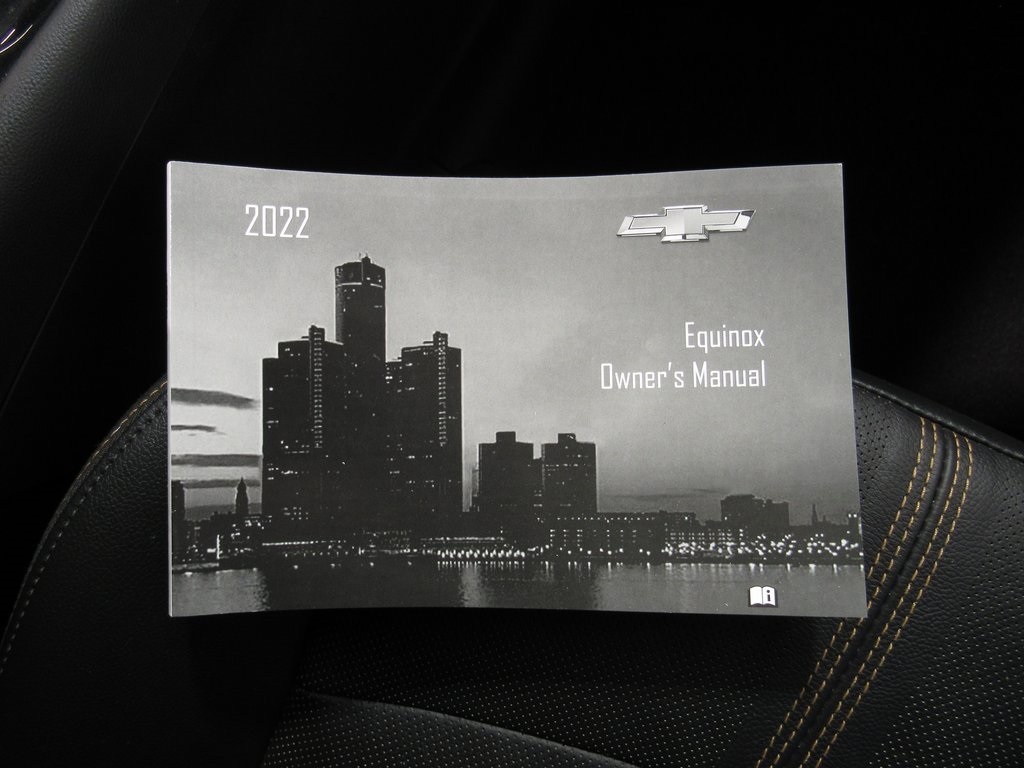 2022
Equinox
Owner's Manual
i